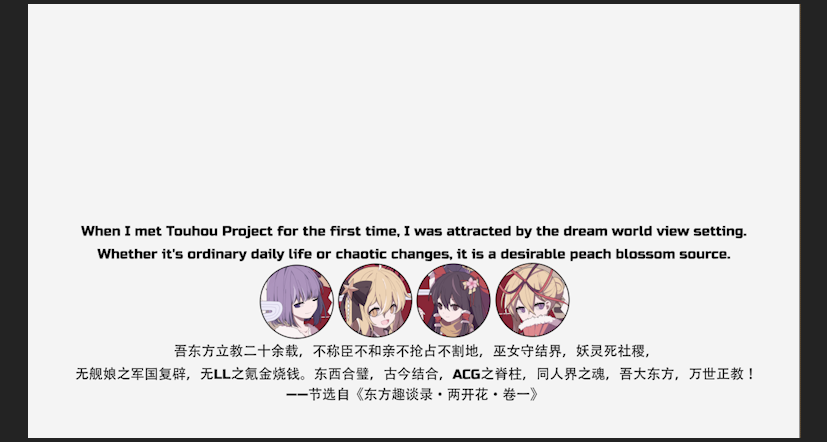 When I met Touhou Project for the first time, I was attracted by the dream world view setting.
Whether it's ordinary daily life or chaotic changes, it is a desirable peach blossom source.
吾东方立教二十余载，不称臣不和亲不抢占不割地，巫女守结界，妖灵死社稷，
无舰娘之军国复辟，无LL之氪金烧钱。东西合璧，古今结合，ACG之脊柱，同人界之魂，吾大东方，万世正教！
——节选自《东方趣谈录·两开花·卷一》